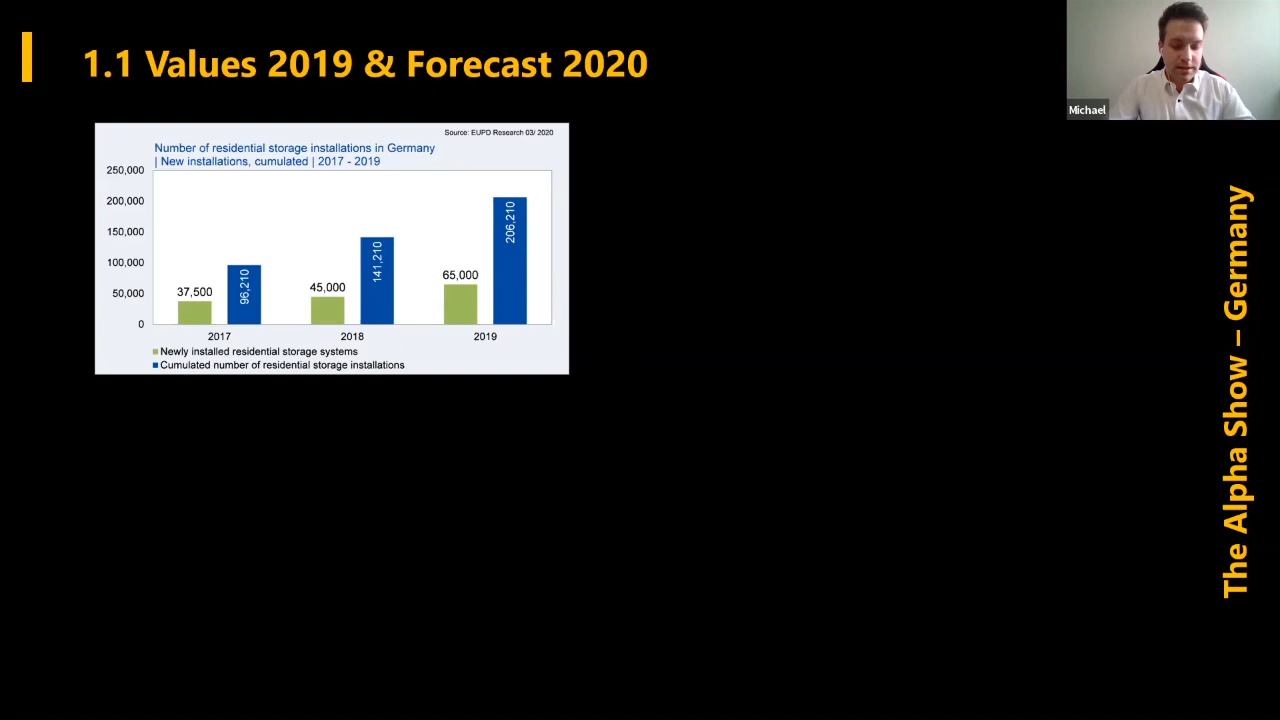 1.1 Values 2019 & Forecast 2020
Michael
Source: EUPD Research 03/ 2020
Number of residential storage installations in Germany
| New installations, cumulated | 2017 - 2019
250,000
200,000
150,000
100,000
50,000
0
37,500
96,210
45,000
141,210
65,000
206,210
2017
2018
2019
Newly installed residential storage systems
Cumulated number of residential storage installations
The Alpha Show – Germany